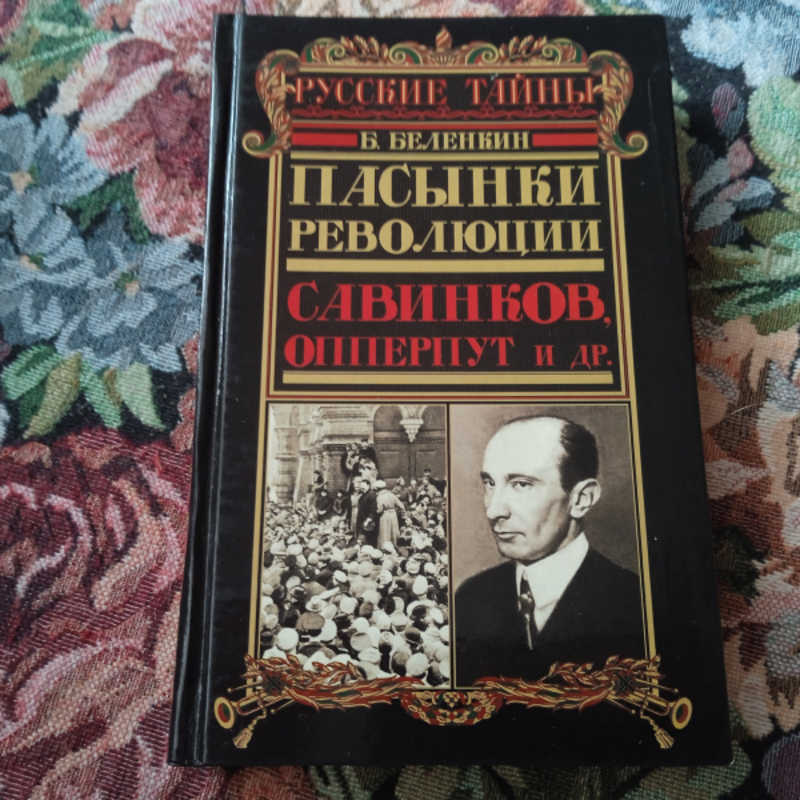 РУССКИЕ ТАЙНЫ
Б. БЕЛЕНКИН
ПАСЫНКИ
РЕВОЛЮЦИИ
САВИНКОВ,
ОППЕРПУТ И ДР.